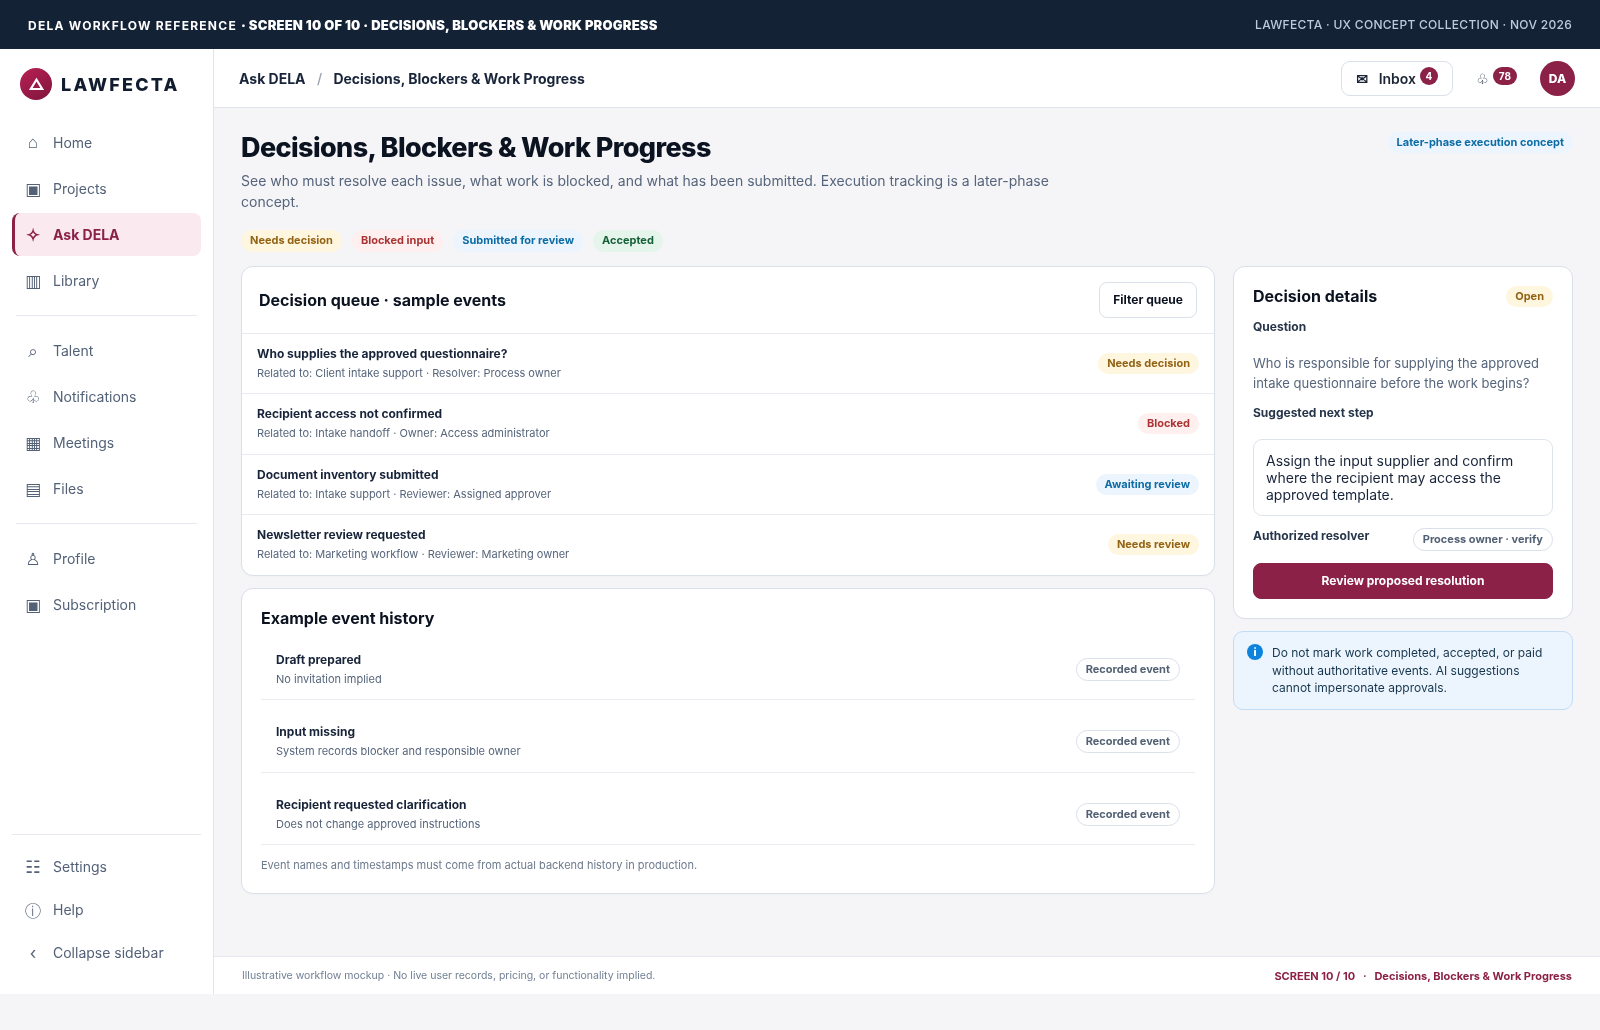 DELA WORKFLOW REFERENCE · SCREEN 10 OF 10 · DECISIONS, BLOCKERS & WORK PROGRESS
LAWFECTA · UX CONCEPT COLLECTION · NOV 2026
LAWFECTA
Home
Projects
Ask DELA
Library
Talent
Notifications
Meetings
Files
Profile
Subscription
Settings
Help
Collapse sidebar
Ask DELA / Decisions, Blockers & Work Progress
Inbox 4
78
DA
Decisions, Blockers & Work Progress
Later-phase execution concept
See who must resolve each issue, what work is blocked, and what has been submitted. Execution tracking is a later-phase
concept.
Needs decision
Blocked input
Submitted for review
Accepted
Decision queue · sample events
Filter queue
Who supplies the approved questionnaire?
Related to: Client intake support · Resolver: Process owner
Needs decision
Recipient access not confirmed
Related to: Intake handoff · Owner: Access administrator
Blocked
Document inventory submitted
Related to: Intake support · Reviewer: Assigned approver
Awaiting review
Newsletter review requested
Related to: Marketing workflow · Reviewer: Marketing owner
Needs review
Example event history
Draft prepared
No invitation implied
Recorded event
Input missing
System records blocker and responsible owner
Recorded event
Recipient requested clarification
Does not change approved instructions
Recorded event
Event names and timestamps must come from actual backend history in production.
Decision details
Open
Question
Who is responsible for supplying the approved
intake questionnaire before the work begins?
Suggested next step
Assign the input supplier and confirm
where the recipient may access the
approved template.
Authorized resolver
Process owner · verify
Review proposed resolution
Do not mark work completed, accepted, or paid
without authoritative events. AI suggestions
cannot impersonate approvals.
Illustrative workflow mockup · No live user records, pricing, or functionality implied.
SCREEN 10 / 10 · Decisions, Blockers & Work Progress